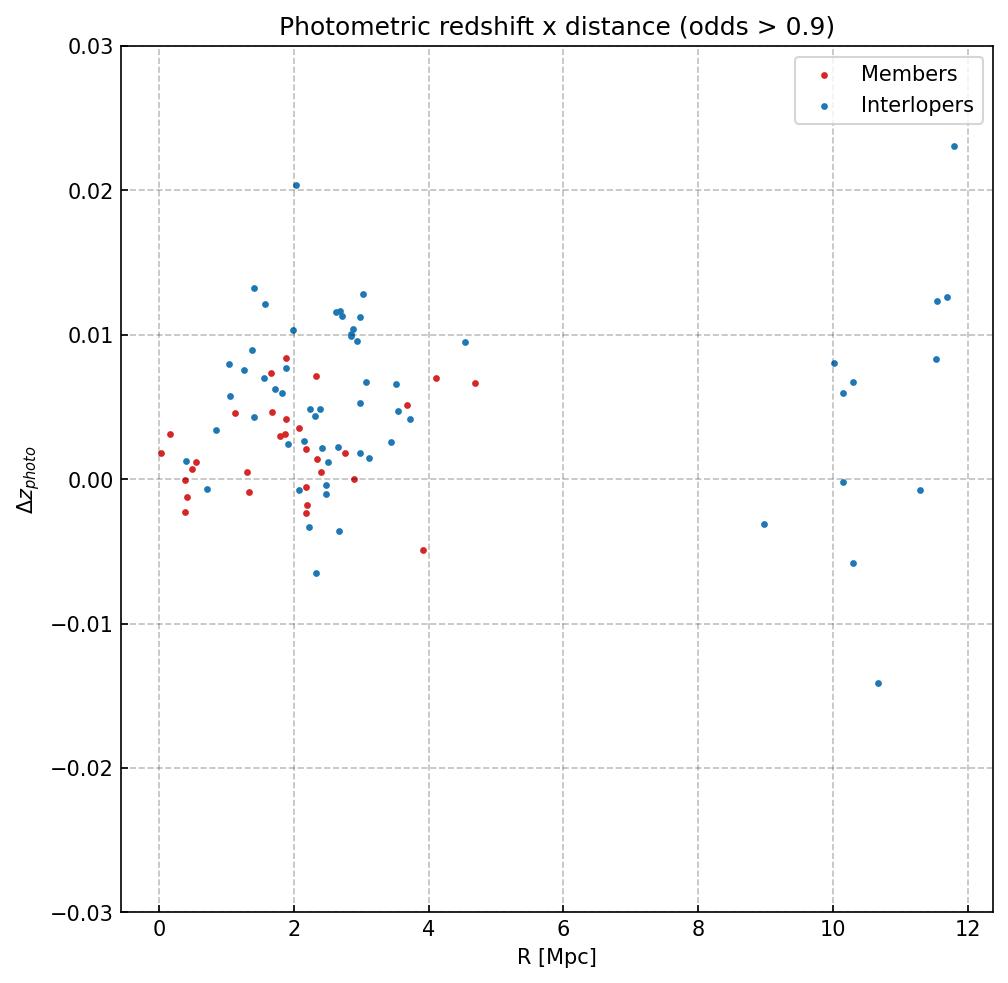 Photometric redshift x distance (odds > 0.9)
Members
Interlopers
0.03
0.02
0.01
0.00
−0.01
−0.02
−0.03
Δz_photo
0 2 4 6 8 10 12
R [Mpc]